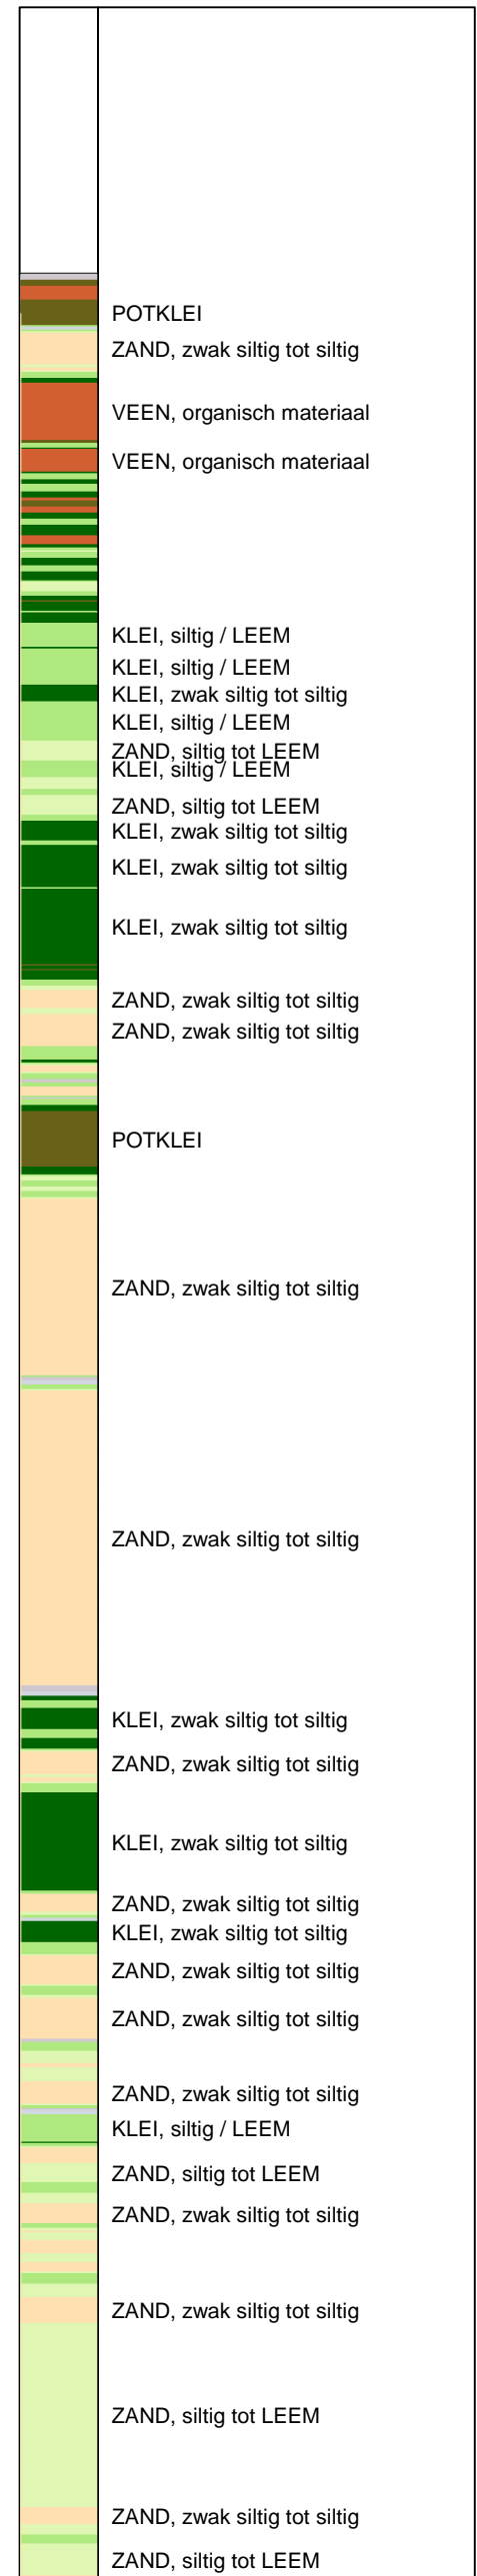 POTKLEI
ZAND, zwak siltig tot siltig
VEEN, organisch materiaal
VEEN, organisch materiaal
KLEI, siltig / LEEM
KLEI, siltig / LEEM
KLEI, zwak siltig tot siltig
KLEI, siltig / LEEM
ZAND, siltig tot LEEM
KLEI, siltig / LEEM
ZAND, siltig tot LEEM
KLEI, zwak siltig tot siltig
KLEI, zwak siltig tot siltig
KLEI, zwak siltig tot siltig
ZAND, zwak siltig tot siltig
ZAND, zwak siltig tot siltig
POTKLEI
ZAND, zwak siltig tot siltig
ZAND, zwak siltig tot siltig
KLEI, zwak siltig tot siltig
ZAND, zwak siltig tot siltig
KLEI, zwak siltig tot siltig
ZAND, zwak siltig tot siltig
KLEI, zwak siltig tot siltig
ZAND, zwak siltig tot siltig
ZAND, zwak siltig tot siltig
ZAND, zwak siltig tot siltig
KLEI, siltig / LEEM
ZAND, siltig tot LEEM
ZAND, zwak siltig tot siltig
ZAND, zwak siltig tot siltig
ZAND, siltig tot LEEM
ZAND, zwak siltig tot siltig
ZAND, siltig tot LEEM